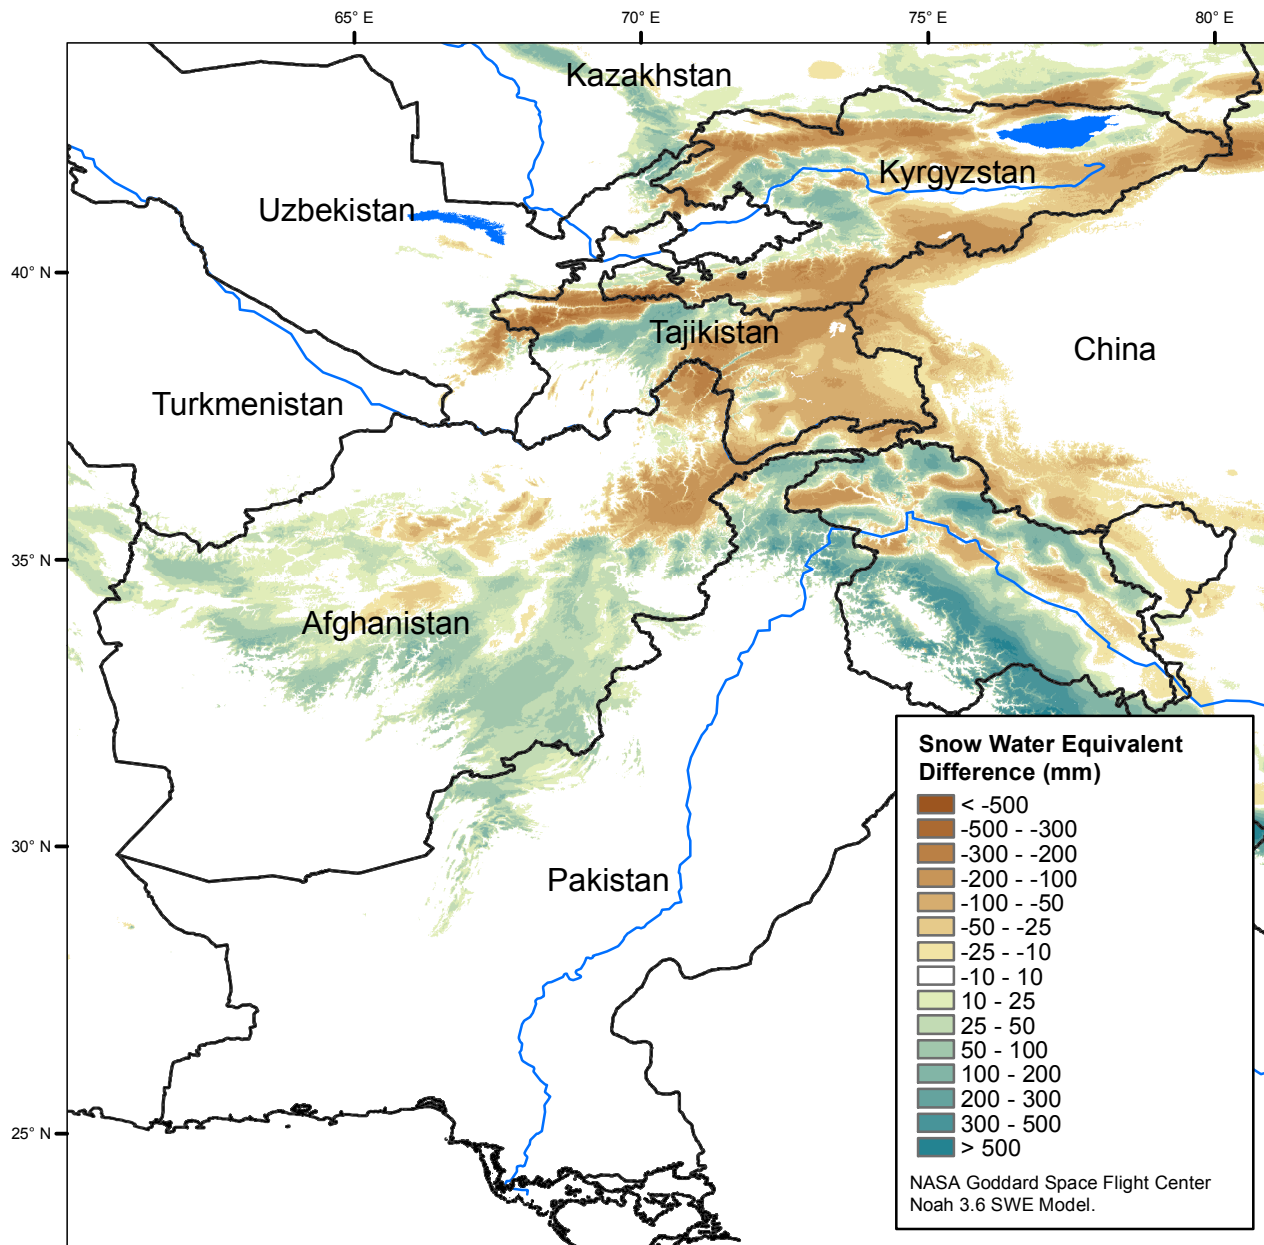 65° E
70° E
75° E
80° E
Kazakhstan
Kyrgyzstan
Uzbekistan
40° N
Tajikistan
China
Turkmenistan
35° N
Afghanistan
30° N
Pakistan
25° N
Snow Water Equivalent
Difference (mm)
< -500
-500 - -300
-300 - -200
-200 - -100
-100 - -50
-50 - -25
-25 - -10
-10 - 10
10 - 25
25 - 50
50 - 100
100 - 200
200 - 300
300 - 500
> 500
NASA Goddard Space Flight Center
Noah 3.6 SWE Model.